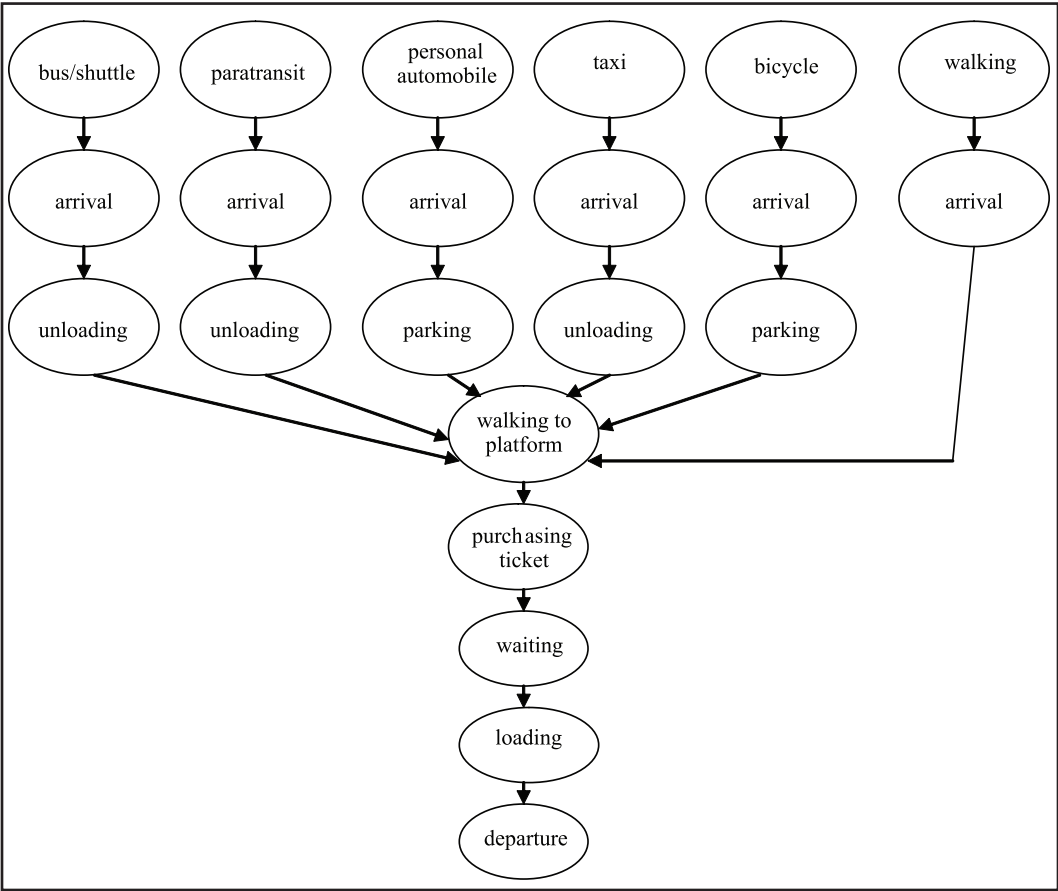 bus/shuttle
paratransit
personal
automobile
taxi
bicycle
walking
arrival
arrival
arrival
arrival
arrival
arrival
unloading
unloading
parking
unloading
parking
walking to
platform
purchasing
ticket
waiting
loading
departure